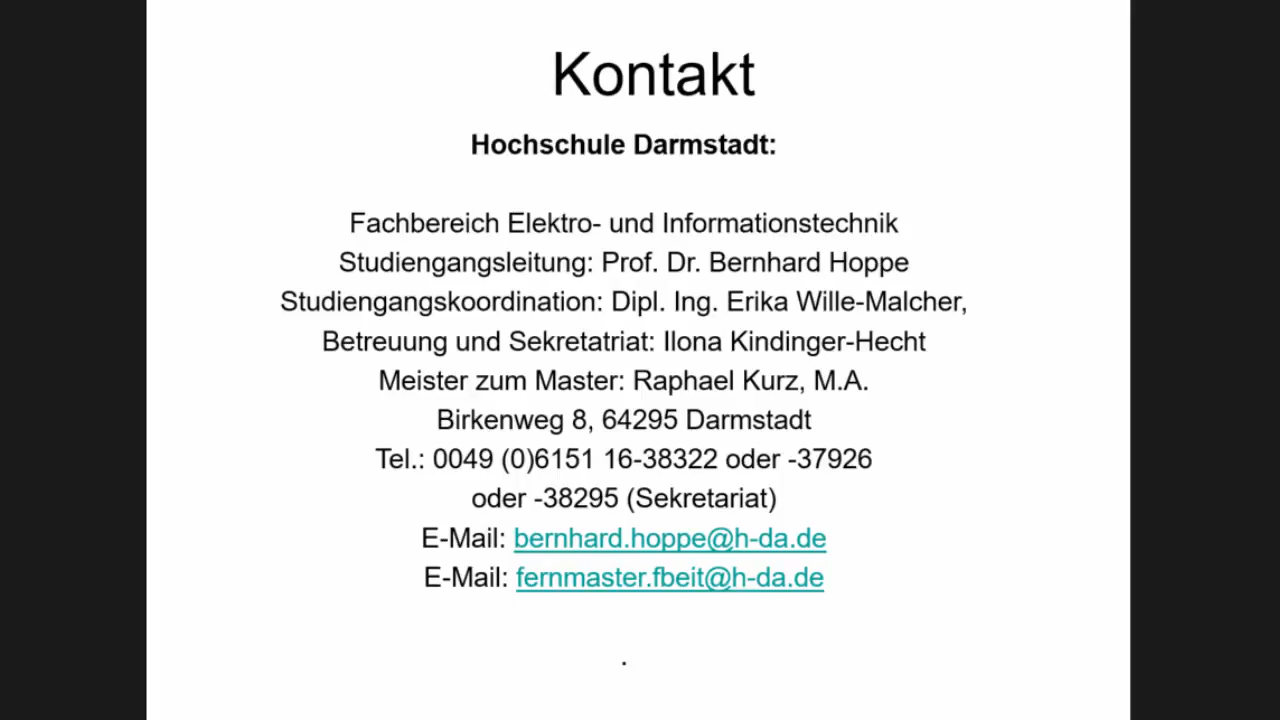 Kontakt
Hochschule Darmstadt:
Fachbereich Elektro- und Informationstechnik
Studiengangsleitung: Prof. Dr. Bernhard Hoppe
Studiengangskoordination: Dipl. Ing. Erika Wille-Malcher,
Betreuung und Sekretatriat: Ilona Kindinger-Hecht
Meister zum Master: Raphael Kurz, M.A.
Birkenweg 8, 64295 Darmstadt
Tel.: 0049 (0)6151 16-38322 oder -37926
oder -38295 (Sekretariat)
E-Mail: bernhard.hoppe@h-da.de
E-Mail: fernmaster.fbeit@h-da.de
.